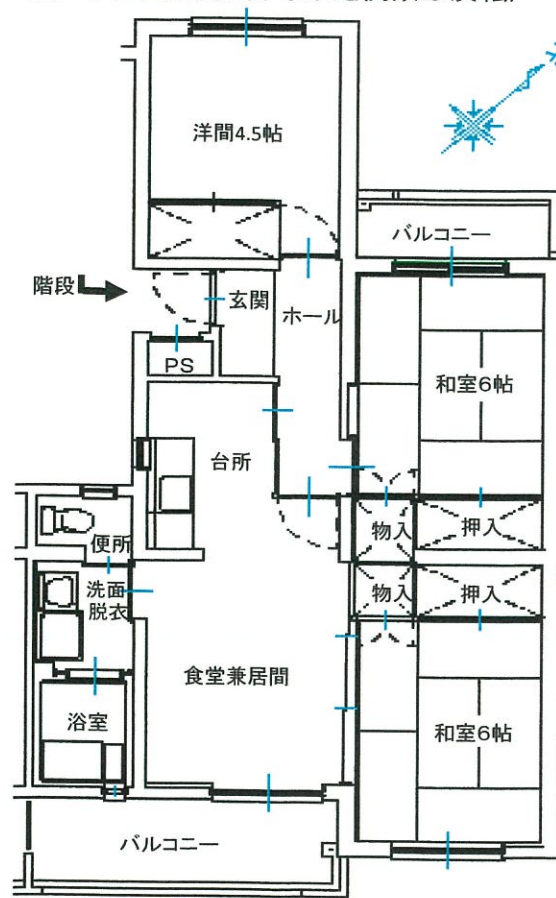 洋間4.5帖
バルコニー
階段
玄関
ホール
PS
和室6帖
台所
物入
押入
便所
物入
押入
洗面
脱衣
食堂兼居間
浴室
和室6帖
バルコニー